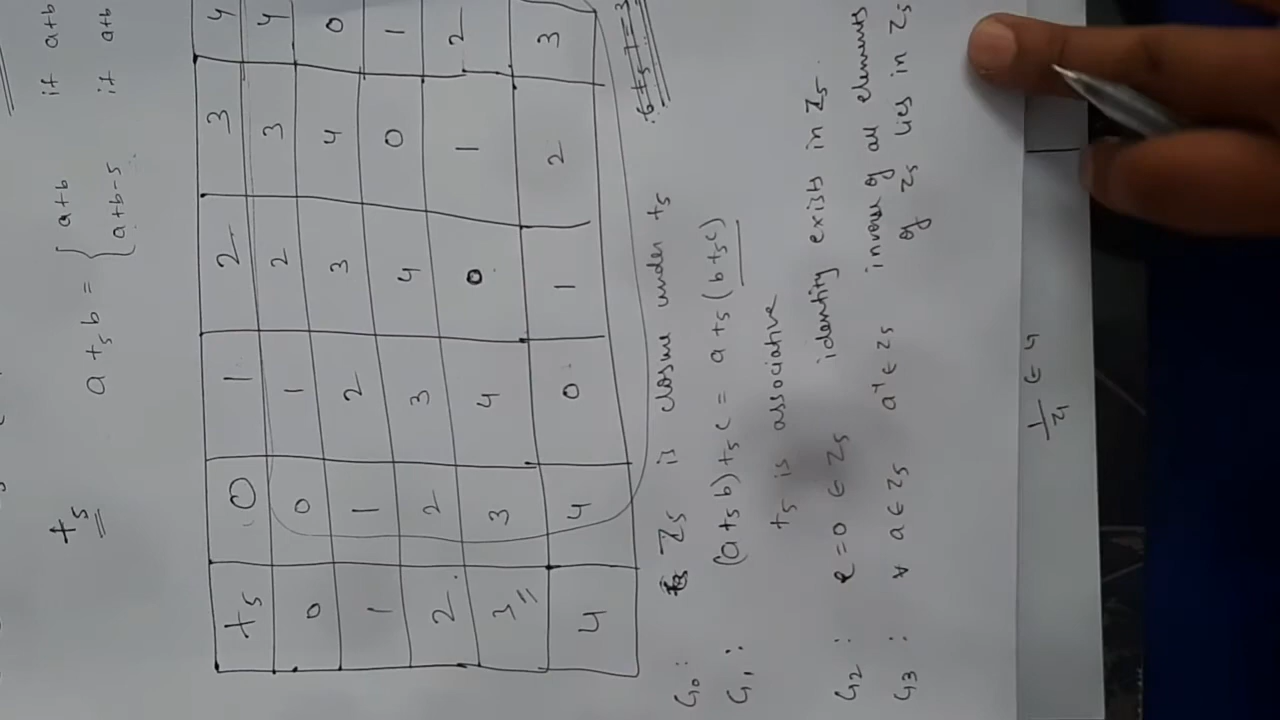 +5
a +5 b = { a+b if a+b
{ a+b-5 if a+b
+5 0 1 2 3 4
0 0 1 2 3 4
1 1 2 3 4 0
2 2 3 4 0 1
3 3 4 0 1 2
4 4 0 1 2 3
G0: Z5 is closure under +5
G1: (a +5 b) +5 c = a +5 (b +5 c)
+5 is associative
G2: e = 0 ∈ Z5 identity exists in Z5.
G3: ∀ a ∈ Z5 a⁻¹ ∈ Z5 inverse of all elements
of Z5 lies in Z5